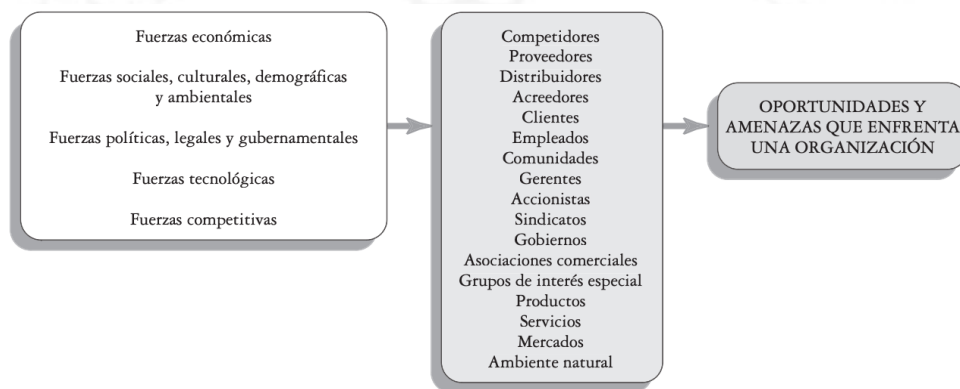 Fuerzas económicas
Fuerzas sociales, culturales, demográficas
y ambientales
Fuerzas políticas, legales y gubernamentales
Fuerzas tecnológicas
Fuerzas competitivas
Competidores
Proveedores
Distribuidores
Acreedores
Clientes
Empleados
Comunidades
Gerentes
Accionistas
Sindicatos
Gobiernos
Asociaciones comerciales
Grupos de interés especial
Productos
Servicios
Mercados
Ambiente natural
OPORTUNIDADES Y
AMENAZAS QUE ENFRENTA
UNA ORGANIZACIÓN